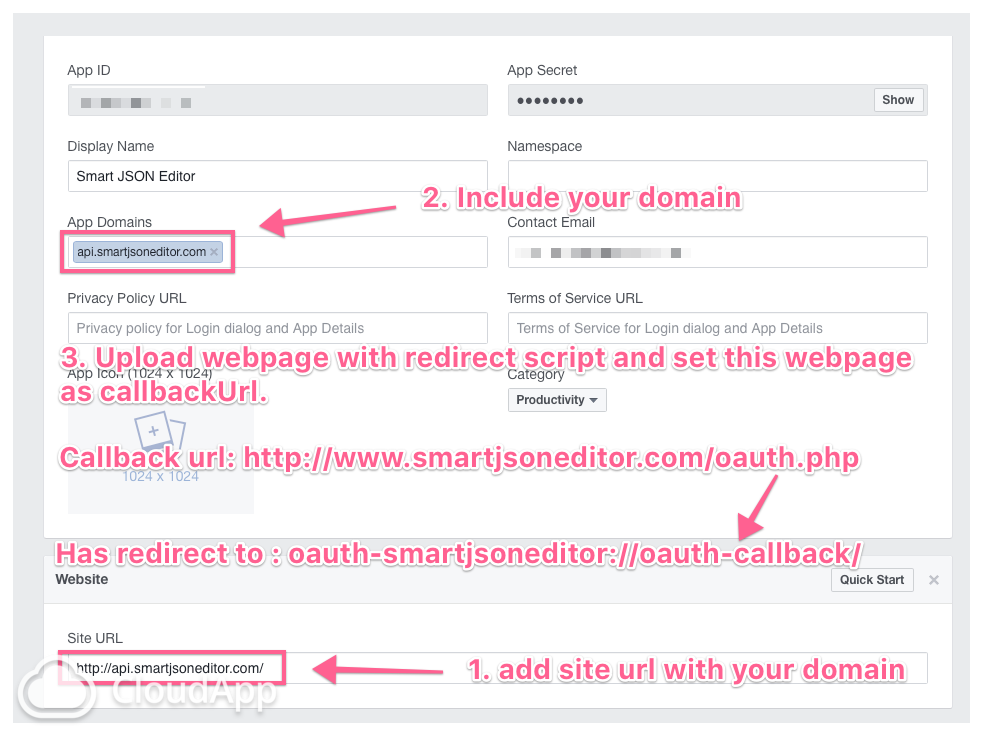 App ID
App Secret
●●●●●●●●
Show
Display Name
Namespace
Smart JSON Editor
2. Include your domain
App Domains
Contact Email
api.smartjsoneditor.com ×
Privacy Policy URL
Terms of Service URL
Privacy policy for Login dialog and App Details
Terms of Service for Login dialog and App Details
3. Upload webpage with redirect script and set this webpage
as callbackUrl.
App Icon (1024 x 1024)
Category
Productivity
Callback url: http://www.smartjsoneditor.com/oauth.php
1024 x 1024
Has redirect to : oauth-smartjsoneditor://oauth-callback/
Website
Quick Start
×
Site URL
http://api.smartjsoneditor.com/
1. add site url with your domain
CloudApp